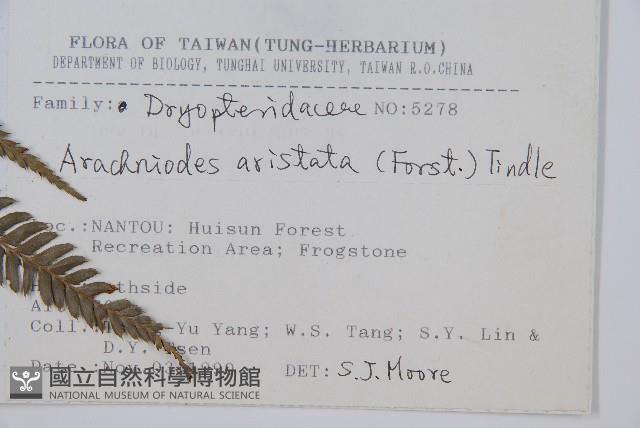 FLORA OF TAIWAN(TUNG-HERBARIUM)
DEPARTMENT OF BIOLOGY, TUNGHAI UNIVERSITY, TAIWAN R.O.CHINA
Family: Dryopteridaceae NO:5278
Arachniodes aristata (Forst.) Tindle
NANTOU: Huisun Forest
Recreation Area; Frogstone
Coll. Yu Yang; W.S. Tang; S.Y. Lin &
D.Y.
DET: S.J. Moore
國立自然科學博物館
NATIONAL MUSEUM OF NATURAL SCIENCE